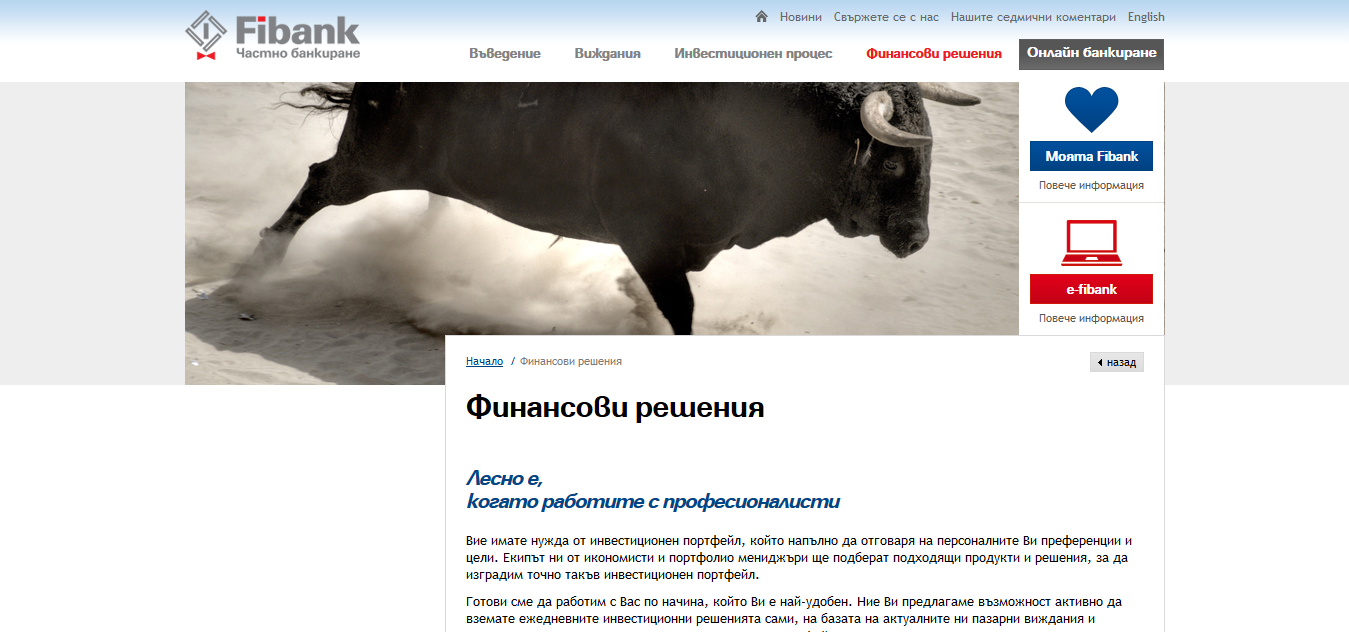 Fibank
Частно банкиране
Новини Свържете се с нас Нашите седмични коментари English
Въведение Виждания Инвестиционен процес Финансови решения Онлайн банкиране
Моята Fibank
Повече информация
e-fibank
Повече информация
Начало / Финансови решения
назад
Финансови решения
Лесно е,
когато работите с професионалисти
Вие имате нужда от инвестиционен портфейл, който напълно да отговаря на персоналните Ви преференции и
цели. Екипът ни от икономисти и портфолио мениджъри ще подберат подходящи продукти и решения, за да
изградим точно такъв инвестиционен портфейл.
Готови сме да работим с Вас по начина, който Ви е най-удобен. Ние Ви предлагаме възможност активно да
вземате ежедневните инвестиционни решенията сами, на базата на актуалните ни пазарни виждания и